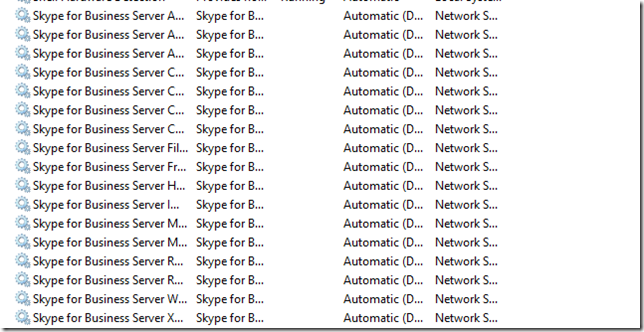 Skype for Business Server A... Skype for B... Automatic (D... Network S...
Skype for Business Server A... Skype for B... Automatic (D... Network S...
Skype for Business Server A... Skype for B... Automatic (D... Network S...
Skype for Business Server C... Skype for B... Automatic (D... Network S...
Skype for Business Server C... Skype for B... Automatic (D... Network S...
Skype for Business Server C... Skype for B... Automatic (D... Network S...
Skype for Business Server C... Skype for B... Automatic (D... Network S...
Skype for Business Server Fil... Skype for B... Automatic (D... Network S...
Skype for Business Server Fr... Skype for B... Automatic (D... Network S...
Skype for Business Server H... Skype for B... Automatic (D... Network S...
Skype for Business Server I... Skype for B... Automatic (D... Network S...
Skype for Business Server M... Skype for B... Automatic (D... Network S...
Skype for Business Server M... Skype for B... Automatic (D... Network S...
Skype for Business Server R... Skype for B... Automatic (D... Network S...
Skype for Business Server R... Skype for B... Automatic (D... Network S...
Skype for Business Server W... Skype for B... Automatic (D... Network S...
Skype for Business Server X... Skype for B... Automatic (D... Network S...